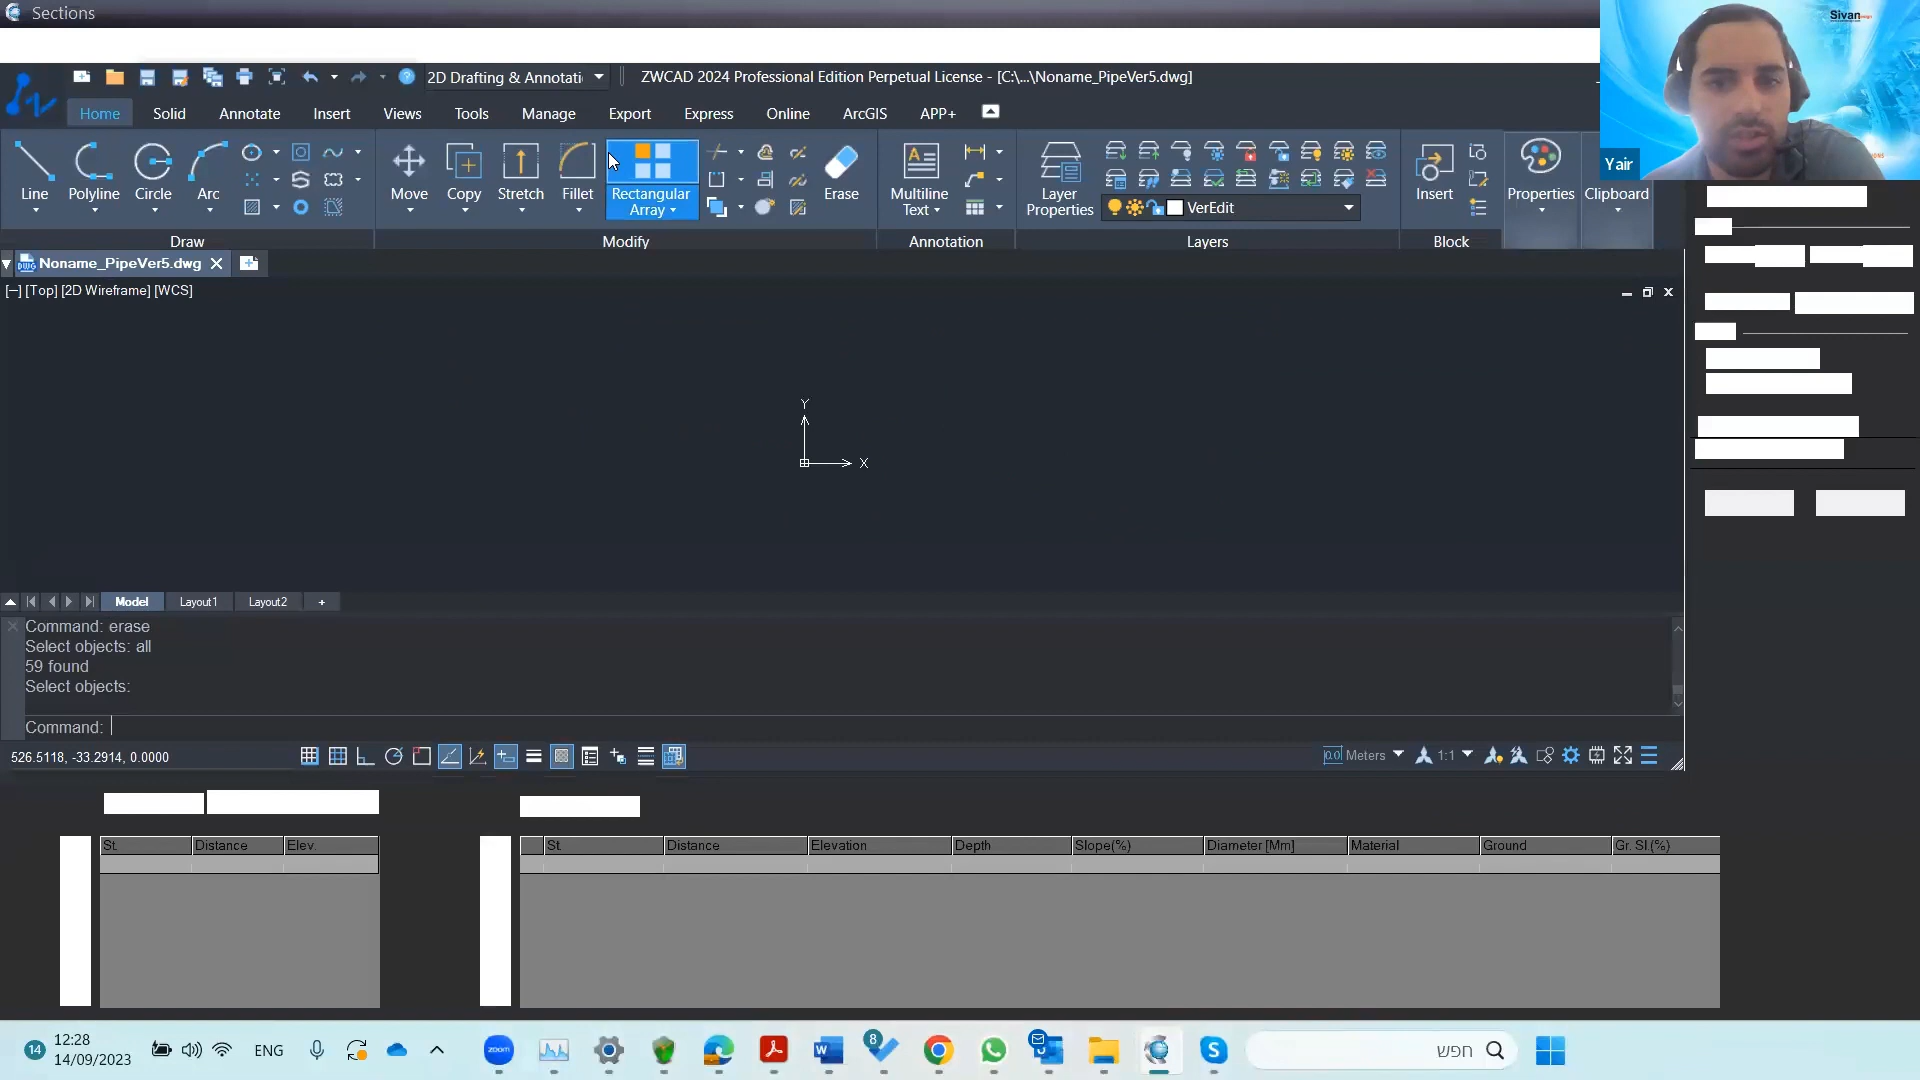 Sections
2D Drafting & Annotati
ZWCAD 2024 Professional Edition Perpetual License - [C:\...\Noname_PipeVer5.dwg]
Sivan
Yair
Home Solid Annotate Insert Views Tools Manage Export Express Online ArcGIS APP+
Line Polyline Circle Arc
Move Copy Stretch Fillet Rectangular Array Erase
Multiline Text
Layer Properties
VerEdit
Insert Properties Clipboard
Draw Modify Annotation Layers Block
Noname_PipeVer5.dwg
[−] [Top] [2D Wireframe] [WCS]
Y
X
Model Layout1 Layout2 +
Command: erase
Select objects: all
59 found
Select objects:
Command:
526.5118, -33.2914, 0.0000
0.0 Meters 1:1
St. Distance Elev.
St. Distance Elevation Depth Slope(%) Diameter [Mm] Material Ground Gr. Sl.(%)
14
12:28
14/09/2023
ENG
zoom
8
חפש